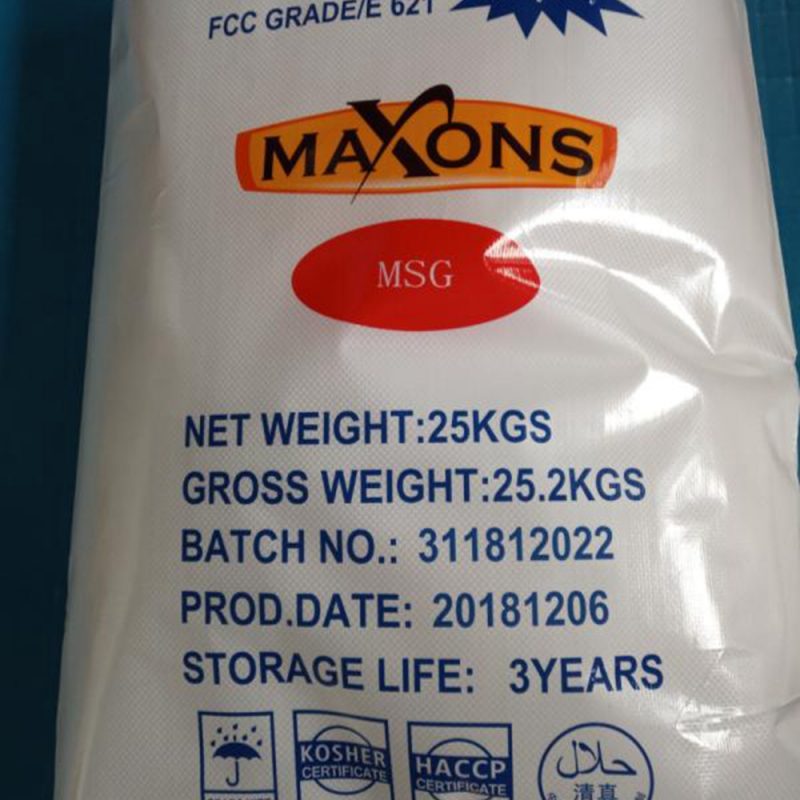 FCC GRADE/E 621
MAXONS
MSG
NET WEIGHT:25KGS
GROSS WEIGHT:25.2KGS
BATCH NO.: 311812022
PROD.DATE: 20181206
STORAGE LIFE: 3YEARS
KOSHER
CERTIFICATE
HACCP
CERTIFICATE
حلال
清真